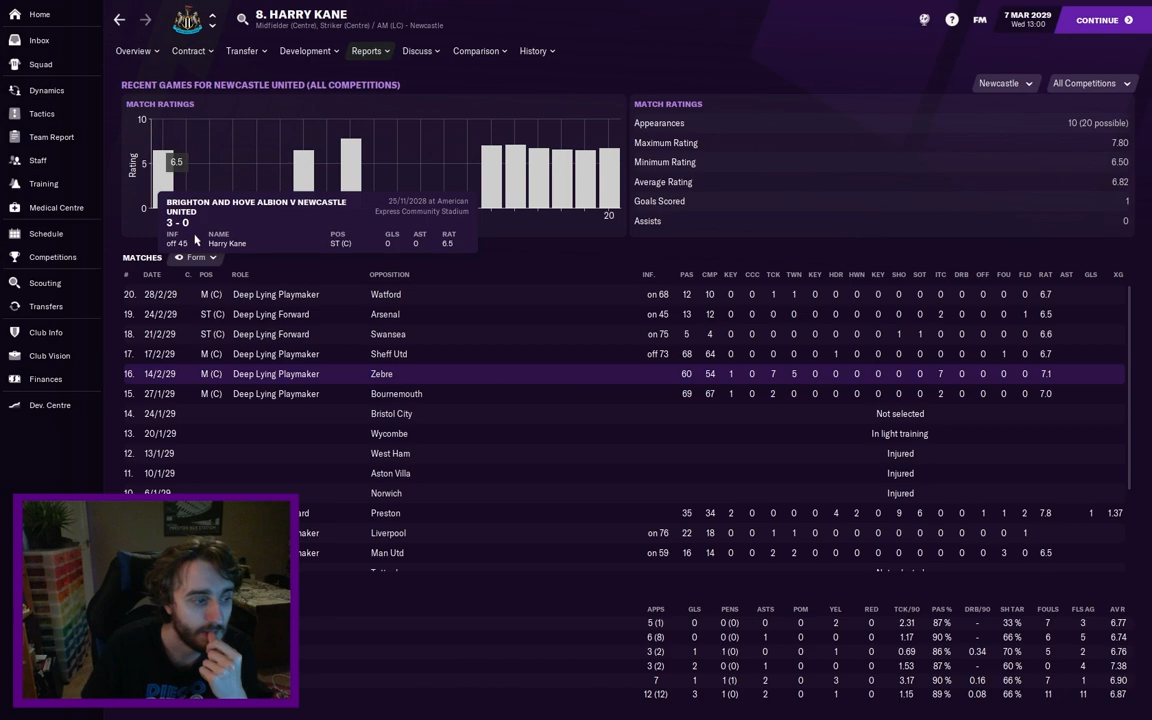 Home
8. HARRY KANE
Midfielder (Centre), Striker (Centre) / AM (LC) - Newcastle
FM
7 MAR 2029
Wed 13:00
CONTINUE
Inbox
Squad
Dynamics
Tactics
Team Report
Staff
Training
Medical Centre
Schedule
Competitions
Scouting
Transfers
Club Info
Club Vision
Finances
Dev. Centre
Overview Contract Transfer Development Reports Discuss Comparison History
RECENT GAMES FOR NEWCASTLE UNITED (ALL COMPETITIONS)
Newcastle All Competitions
MATCH RATINGS
10
5
0
Rating
6.5
20
BRIGHTON AND HOVE ALBION V NEWCASTLE UNITED
25/11/2028 at American Express Community Stadium
3 - 0
INF NAME POS GLS AST RAT
off 45 Harry Kane ST (C) 0 0 6.5
MATCH RATINGS
Appearances 10 (20 possible)
Maximum Rating 7.80
Minimum Rating 6.50
Average Rating 6.82
Goals Scored 1
Assists 0
MATCHES Form
# DATE C. POS ROLE OPPOSITION INF. PAS CMP KEY CCC TCK TWN KEY HDR HWN KEY SHO SOT ITC DRB OFF FOU FLD RAT AST GLS XG
20. 28/2/29 M (C) Deep Lying Playmaker Watford on 68 12 10 0 0 1 1 0 0 0 0 0 0 0 0 0 0 0 6.7
19. 24/2/29 ST (C) Deep Lying Forward Arsenal on 45 13 12 0 0 0 0 0 0 0 0 0 0 2 0 0 0 1 6.5
18. 21/2/29 ST (C) Deep Lying Forward Swansea on 75 5 4 0 0 0 0 0 0 0 0 1 1 0 0 0 0 0 6.6
17. 17/2/29 M (C) Deep Lying Playmaker Sheff Utd off 73 68 64 0 0 0 0 0 1 0 0 0 0 0 0 0 1 0 6.7
16. 14/2/29 M (C) Deep Lying Playmaker Zebre 60 54 1 0 7 5 0 0 0 0 0 0 7 0 0 0 0 7.1
15. 27/1/29 M (C) Deep Lying Playmaker Bournemouth 69 67 1 0 2 0 0 0 0 0 0 0 2 0 0 0 0 7.0
14. 24/1/29 Bristol City Not selected
13. 20/1/29 Wycombe In light training
12. 13/1/29 West Ham Injured
11. 10/1/29 Aston Villa Injured
10. 6/1/29 Norwich Injured
ard Preston 35 34 2 0 0 0 0 4 2 0 9 6 0 0 1 1 2 7.8 1 1.37
maker Liverpool on 76 22 18 0 0 1 1 0 0 0 0 0 0 0 0 0 0 1
maker Man Utd on 59 16 14 0 0 2 2 0 0 0 0 0 0 0 0 0 3 0 6.5
APPS GLS PENS ASTS POM YEL RED TCK/90 PAS % DRB/90 SH TAR FOULS FLS AG AV R
5 (1) 0 0 (0) 0 0 2 0 2.31 87 % - 33 % 7 3 6.77
6 (8) 0 0 (0) 1 0 0 0 1.17 90 % - 66 % 6 5 6.74
3 (2) 1 1 (0) 0 0 1 0 0.69 86 % 0.34 70 % 5 2 6.76
3 (2) 2 0 (0) 1 0 0 0 1.53 87 % - 60 % 0 4 7.38
7 1 1 (1) 2 0 3 0 3.17 90 % 0.16 66 % 7 1 6.90
12 (12) 3 1 (0) 2 0 1 0 1.15 89 % 0.08 66 % 11 11 6.87